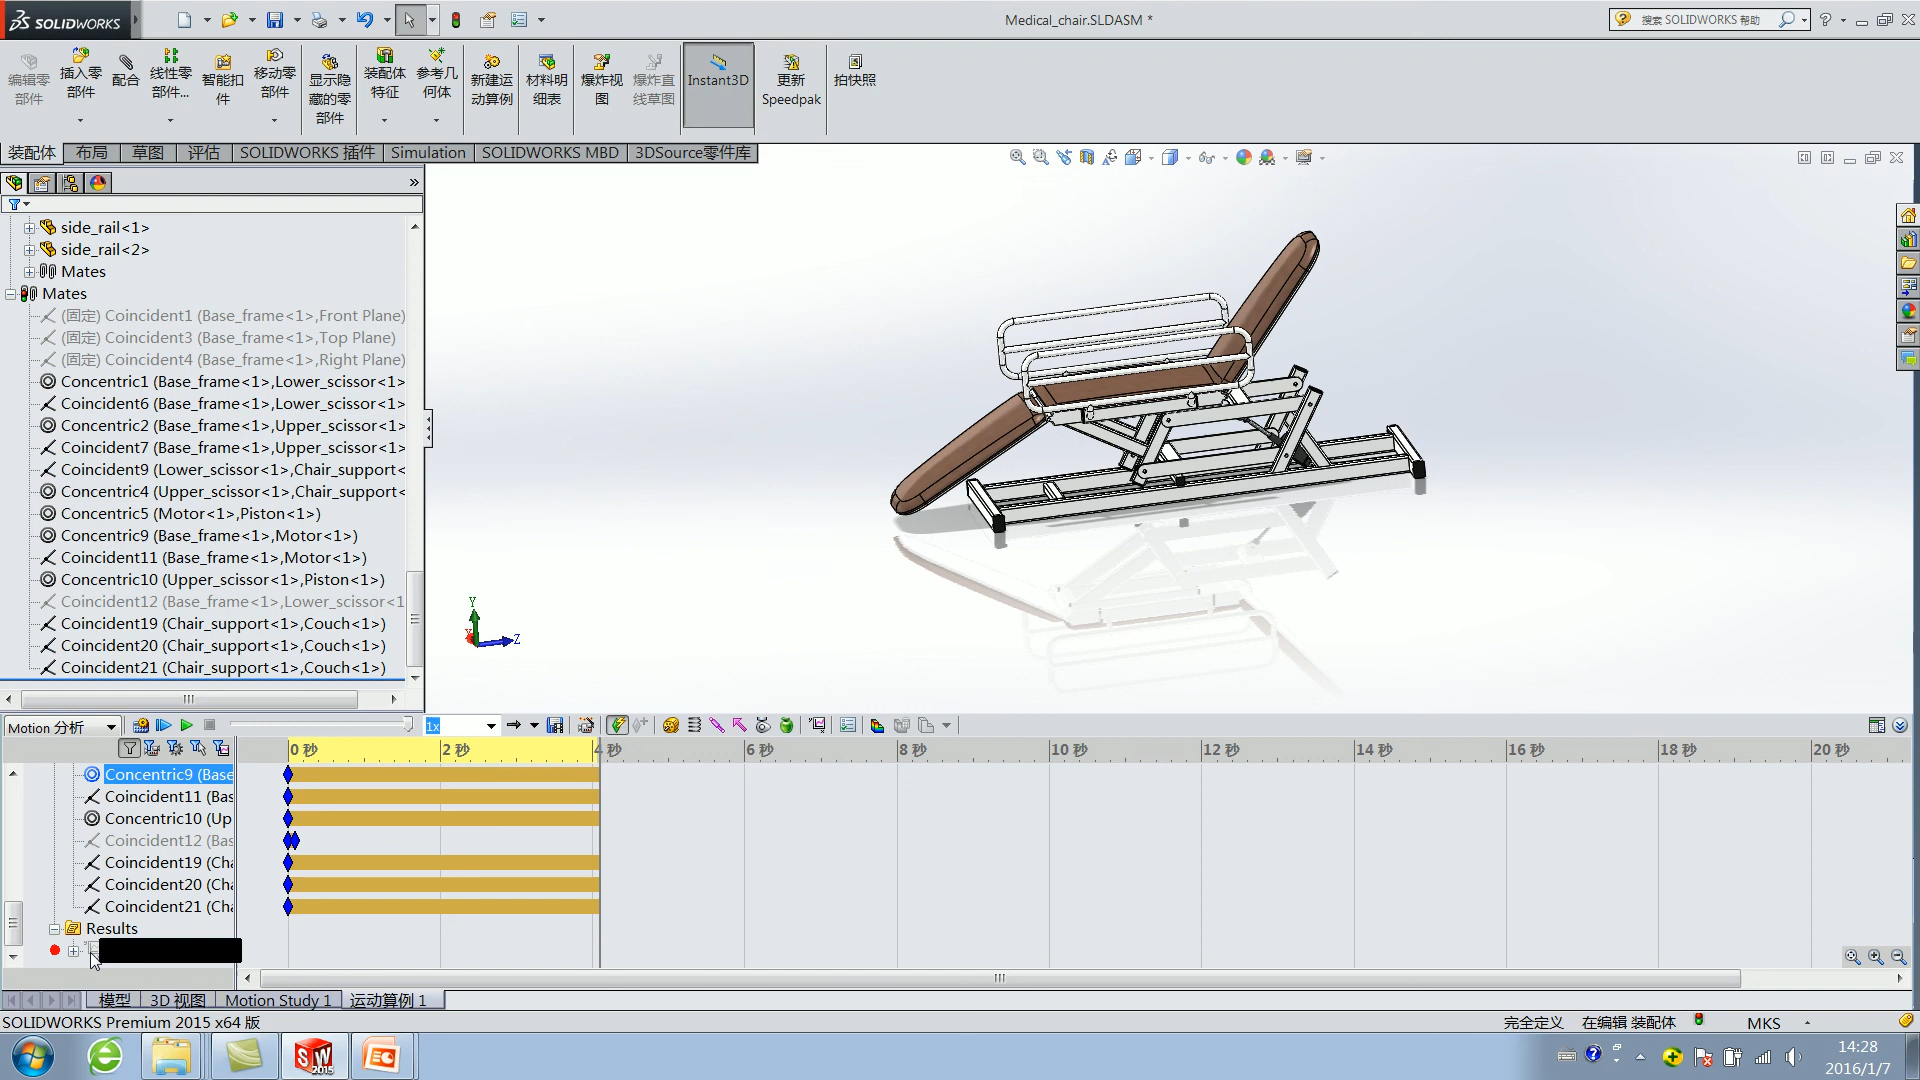 SOLIDWORKS
Medical_chair.SLDASM *
搜索 SOLIDWORKS 帮助
编辑零部件
插入零部件
配合
线性零部件...
智能扣件
移动零部件
显示隐藏的零部件
装配体特征
参考几何体
新建运动算例
材料明细表
爆炸视图
爆炸直线草图
Instant3D
更新 Speedpak
拍快照
装配体 布局 草图 评估 SOLIDWORKS 插件 Simulation SOLIDWORKS MBD 3DSource零件库
side_rail<1>
side_rail<2>
Mates
Mates
(固定) Coincident1 (Base_frame<1>,Front Plane)
(固定) Coincident3 (Base_frame<1>,Top Plane)
(固定) Coincident4 (Base_frame<1>,Right Plane)
Concentric1 (Base_frame<1>,Lower_scissor<1>
Coincident6 (Base_frame<1>,Lower_scissor<1>
Concentric2 (Base_frame<1>,Upper_scissor<1>
Coincident7 (Base_frame<1>,Upper_scissor<1>
Coincident9 (Lower_scissor<1>,Chair_support<
Concentric4 (Upper_scissor<1>,Chair_support<
Concentric5 (Motor<1>,Piston<1>)
Concentric9 (Base_frame<1>,Motor<1>)
Coincident11 (Base_frame<1>,Motor<1>)
Concentric10 (Upper_scissor<1>,Piston<1>)
Coincident12 (Base_frame<1>,Lower_scissor<1
Coincident19 (Chair_support<1>,Couch<1>)
Coincident20 (Chair_support<1>,Couch<1>)
Coincident21 (Chair_support<1>,Couch<1>)
Y
X
Z
Motion 分析
1x
0 秒 2 秒 4 秒 6 秒 8 秒 10 秒 12 秒 14 秒 16 秒 18 秒 20 秒
Concentric9 (Base
Coincident11 (Bas
Concentric10 (Up
Coincident12 (Bas
Coincident19 (Cha
Coincident20 (Cha
Coincident21 (Cha
Results
模型 3D 视图 Motion Study 1 运动算例 1
SOLIDWORKS Premium 2015 x64 版
完全定义 在编辑 装配体 MKS
SW
2015
14:28
2016/1/7